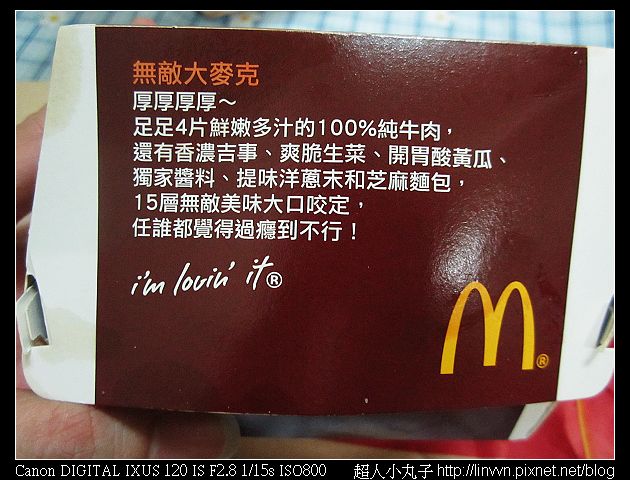 無敵大麥克
厚厚厚厚～
足足4片鮮嫩多汁的100%純牛肉，
還有香濃吉事、爽脆生菜、開胃酸黃瓜、
獨家醬料、提味洋蔥末和芝麻麵包，
15層無敵美味大口咬定，
任誰都覺得過癮到不行！
i'm lovin' it®
®
Canon DIGITAL IXUS 120 IS F2.8 1/15s ISO800 超人小丸子 http://linvvn.pixnet.net/blog